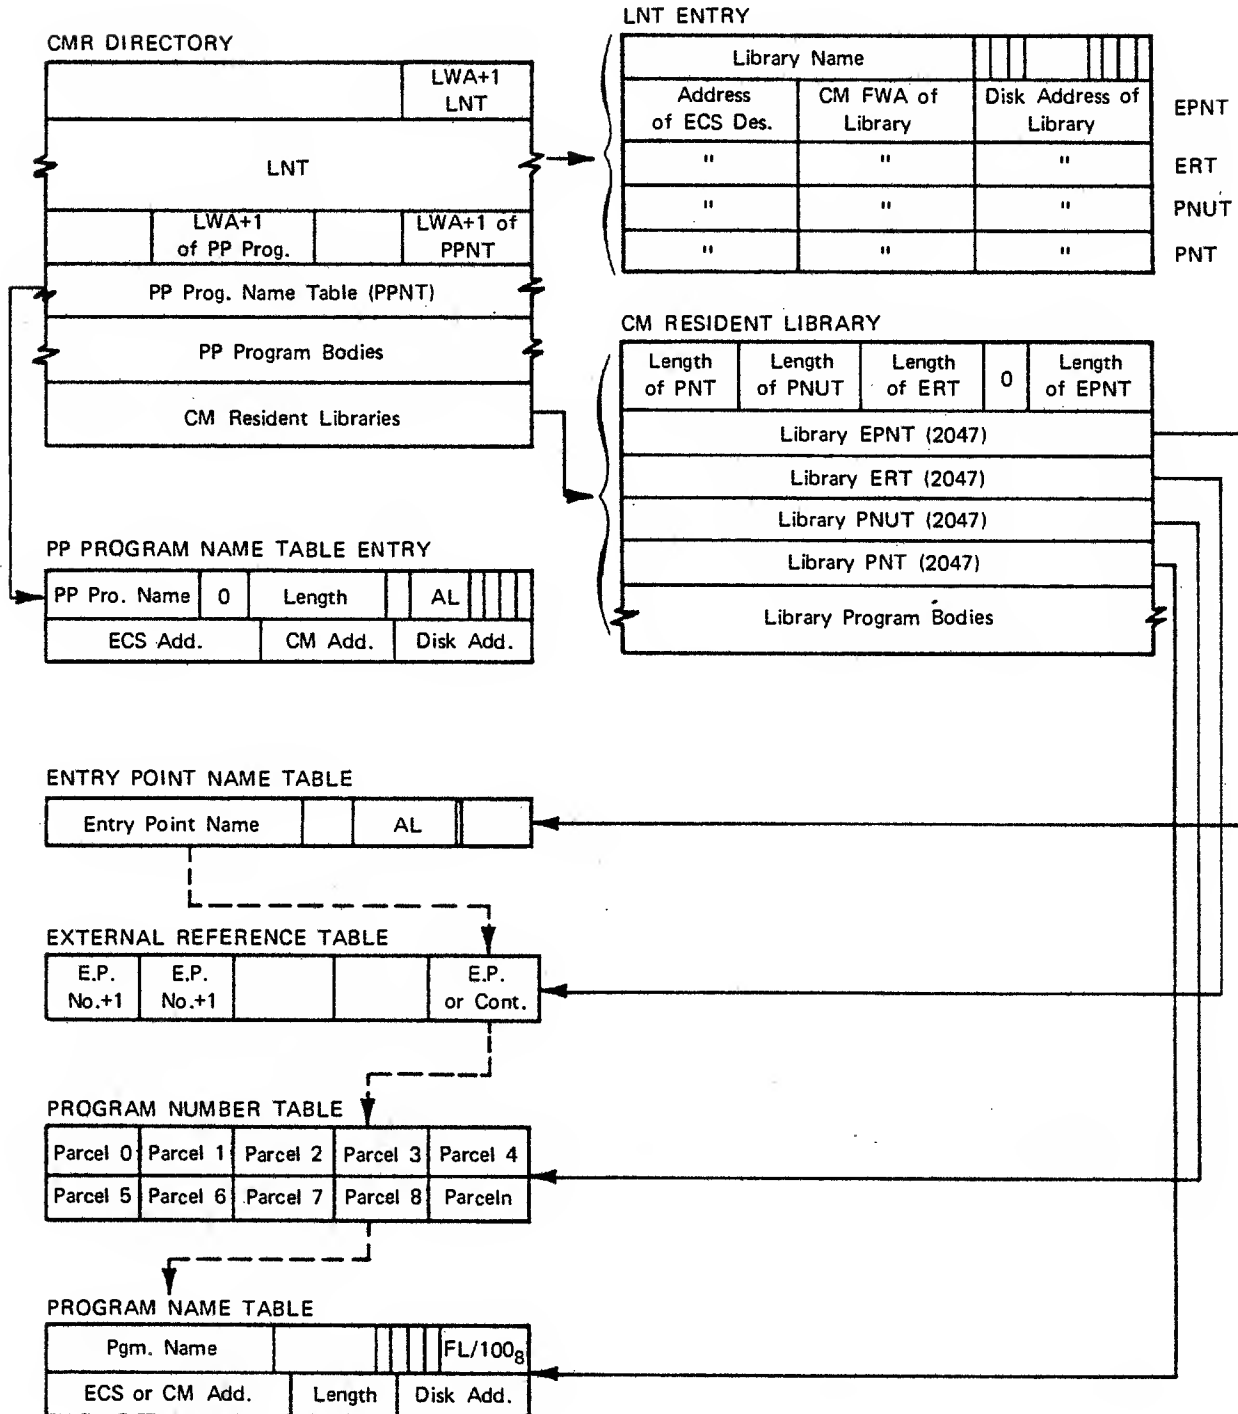 CMR DIRECTORY
LWA+1
LNT
LNT
LWA+1
of PP Prog.
LWA+1 of
PPNT
PP Prog. Name Table (PPNT)
PP Program Bodies
CM Resident Libraries
LNT ENTRY
Library Name
Address
of ECS Des.
CM FWA of
Library
Disk Address of
Library
EPNT
" " "
ERT
" " "
PNUT
" " "
PNT
CM RESIDENT LIBRARY
Length
of PNT
Length
of PNUT
Length
of ERT
0
Length
of EPNT
Library EPNT (2047)
Library ERT (2047)
Library PNUT (2047)
Library PNT (2047)
Library Program Bodies
PP PROGRAM NAME TABLE ENTRY
PP Pro. Name 0 Length AL
ECS Add. CM Add. Disk Add.
ENTRY POINT NAME TABLE
Entry Point Name AL
EXTERNAL REFERENCE TABLE
E.P.
No.+1
E.P.
No.+1
E.P.
or Cont.
PROGRAM NUMBER TABLE
Parcel 0 Parcel 1 Parcel 2 Parcel 3 Parcel 4
Parcel 5 Parcel 6 Parcel 7 Parcel 8 Parceln
PROGRAM NAME TABLE
Pgm. Name FL/100₈
ECS or CM Add. Length Disk Add.